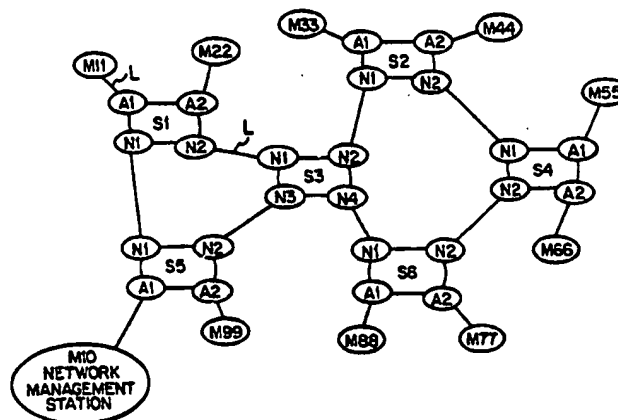 M33 A1 A2 M44
S2
N1 N2
M11 L M22
A1 A2
S1
N1 N2 L
N1 N2
S3
N3 N4
M55
N1 A1
S4
N2 A2
M66
N1 N2
S5
A1 A2
M99
N1 N2
S6
A1 A2
M88 M77
M10
NETWORK
MANAGEMENT
STATION